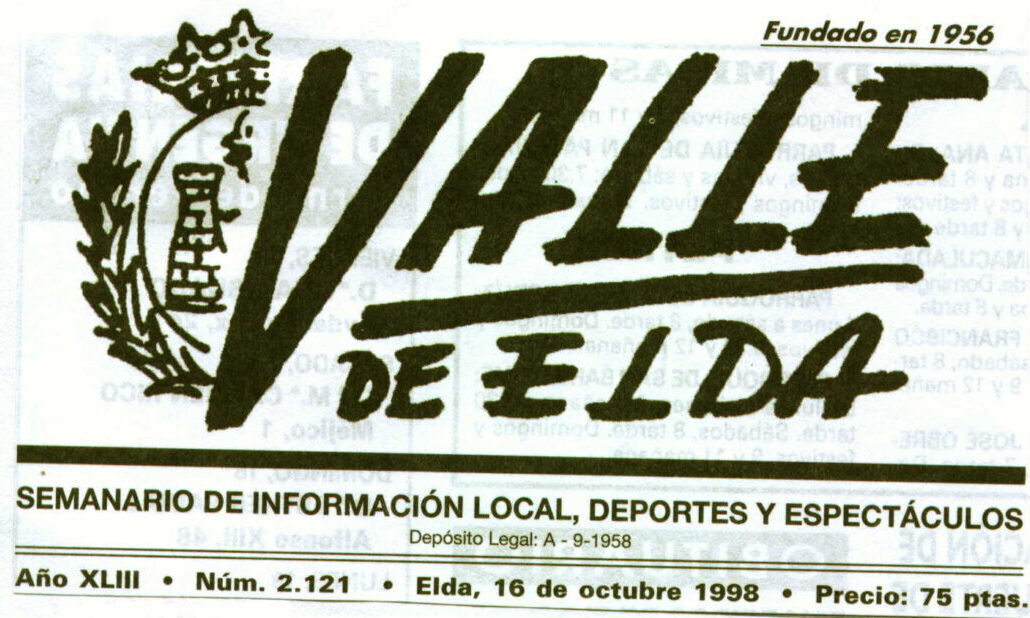 Fundado en 1956
VALLE
DE ELDA
SEMANARIO DE INFORMACIÓN LOCAL, DEPORTES Y ESPECTÁCULOS
Depósito Legal: A - 9-1958
Año XLIII • Núm. 2.121 • Elda, 16 de octubre 1998 • Precio: 75 ptas.